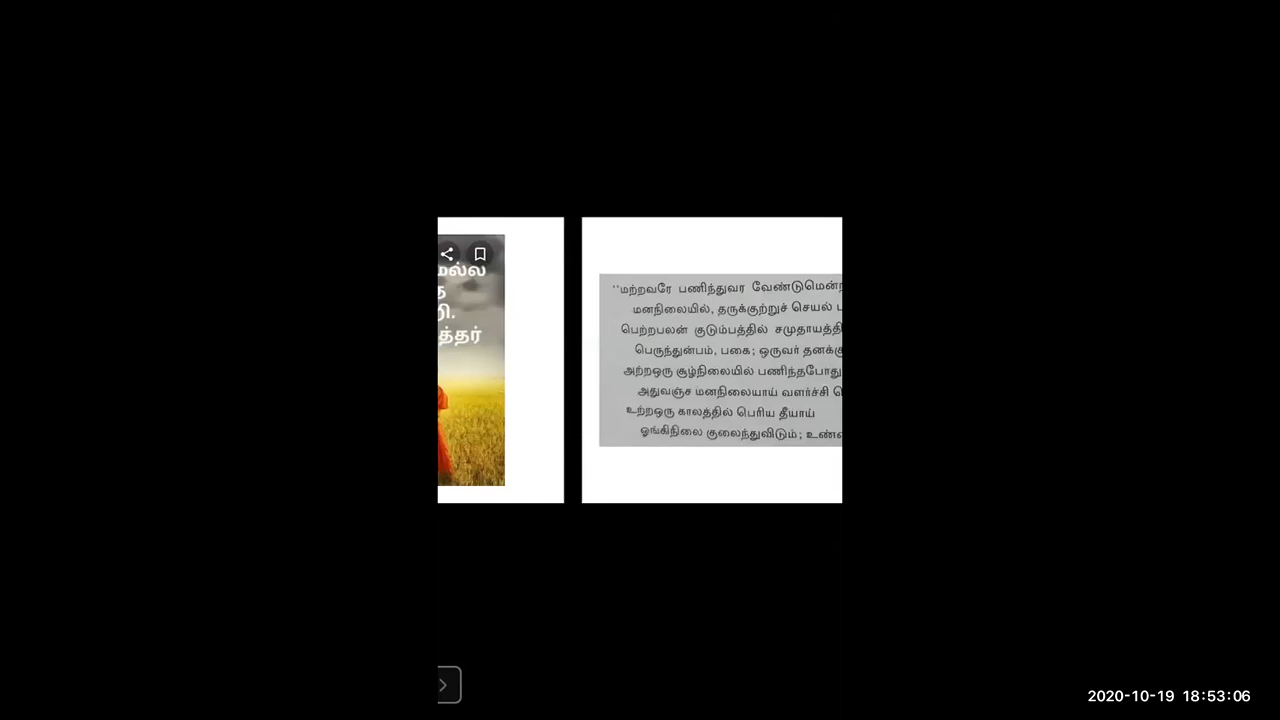 மல்ல
றி.
த்தர்
''மற்றவரே பணிந்துவர வேண்டுமென்ற
மனநிலையில், தருக்குற்றுச் செயல்
பெற்றபலன் குடும்பத்தில் சமுதாயத்தி
பெருந்துன்பம், பகை; ஒருவர் தனக்கு
அற்றஒரு சூழ்நிலையில் பணிந்தபோது
அதுவஞ்ச மனநிலையாய் வளர்ச்சி
உற்றஒரு காலத்தில் பெரிய தீயாய்
ஓங்கிநிலை குலைந்துவிடும்; உண்
2020-10-19 18:53:06